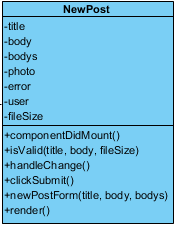 NewPost
-title
-body
-bodys
-photo
-error
-user
-fileSize
+componentDidMount()
+isValid(title, body, fileSize)
+handleChange()
+clickSubmit()
+newPostForm(title, body, bodys)
+render()